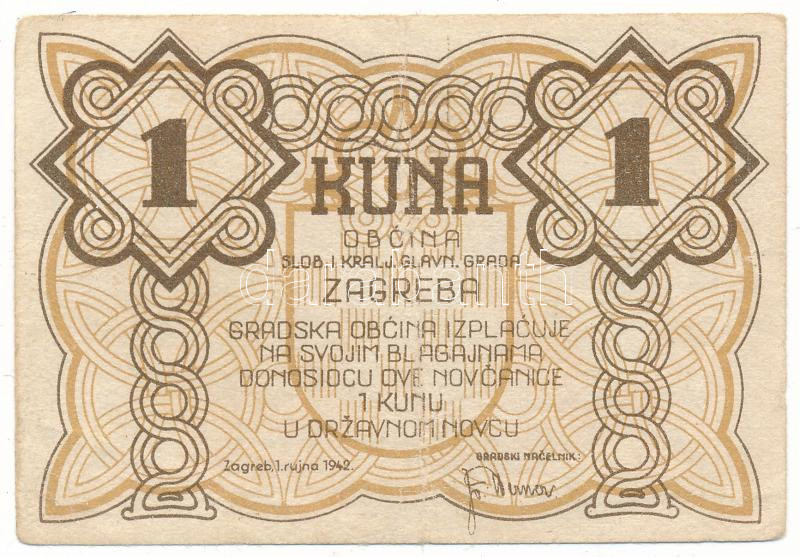 1 1
KUNA
OBĆINA
SLOB. I. KRALJ. GLAVN. GRADA
ZAGREBA
GRADSKA OBĆINA IZPLAĆUJE
NA SVOJIM BLAGAJNAMA
DONOSIOCU OVE NOVČANICE
1 KUNU
U DRŽAVNOM NOVCU
Zagreb, 1. rujna 1942.
GRADSKI NAČELNIK: